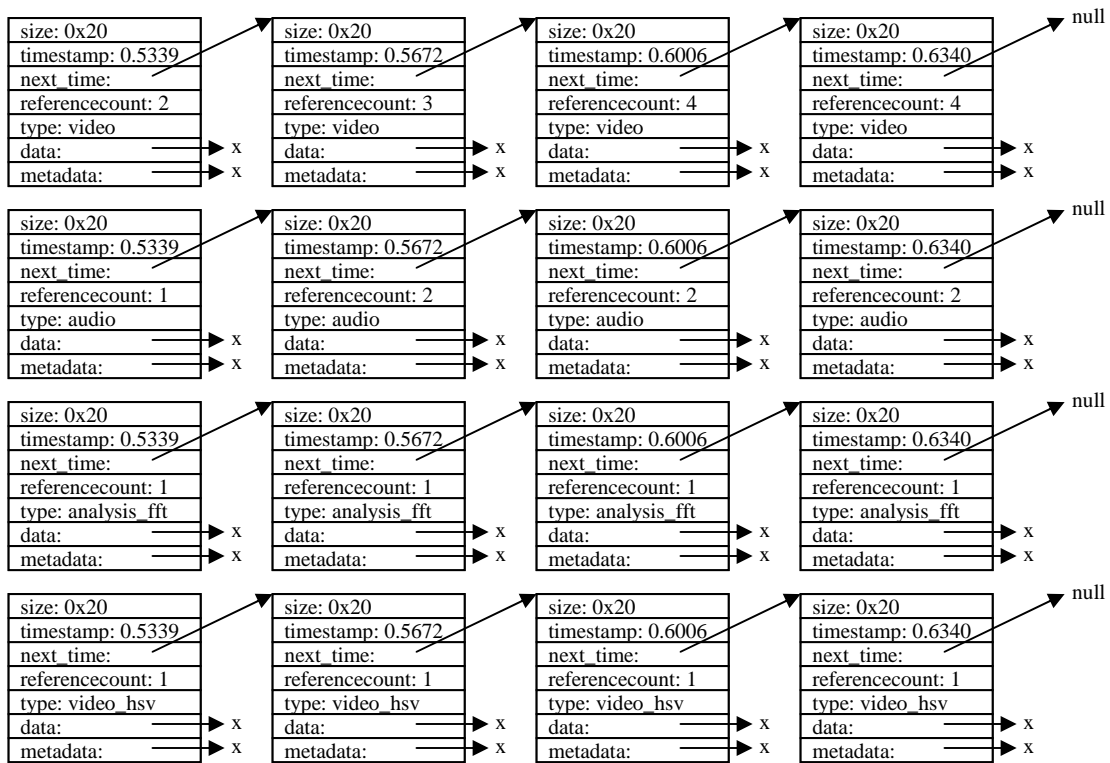 null
size: 0x20 size: 0x20 size: 0x20 size: 0x20
timestamp: 0.5339 timestamp: 0.5672 timestamp: 0.6006 timestamp: 0.6340
next_time: next_time: next_time: next_time:
referencecount: 2 referencecount: 3 referencecount: 4 referencecount: 4
type: video type: video type: video type: video
data: x data: x data: x data: x
metadata: x metadata: x metadata: x metadata: x
null
size: 0x20 size: 0x20 size: 0x20 size: 0x20
timestamp: 0.5339 timestamp: 0.5672 timestamp: 0.6006 timestamp: 0.6340
next_time: next_time: next_time: next_time:
referencecount: 1 referencecount: 2 referencecount: 2 referencecount: 2
type: audio type: audio type: audio type: audio
data: x data: x data: x data: x
metadata: x metadata: x metadata: x metadata: x
null
size: 0x20 size: 0x20 size: 0x20 size: 0x20
timestamp: 0.5339 timestamp: 0.5672 timestamp: 0.6006 timestamp: 0.6340
next_time: next_time: next_time: next_time:
referencecount: 1 referencecount: 1 referencecount: 1 referencecount: 1
type: analysis_fft type: analysis_fft type: analysis_fft type: analysis_fft
data: x data: x data: x data: x
metadata: x metadata: x metadata: x metadata: x
null
size: 0x20 size: 0x20 size: 0x20 size: 0x20
timestamp: 0.5339 timestamp: 0.5672 timestamp: 0.6006 timestamp: 0.6340
next_time: next_time: next_time: next_time:
referencecount: 1 referencecount: 1 referencecount: 1 referencecount: 1
type: video_hsv type: video_hsv type: video_hsv type: video_hsv
data: x data: x data: x data: x
metadata: x metadata: x metadata: x metadata: x